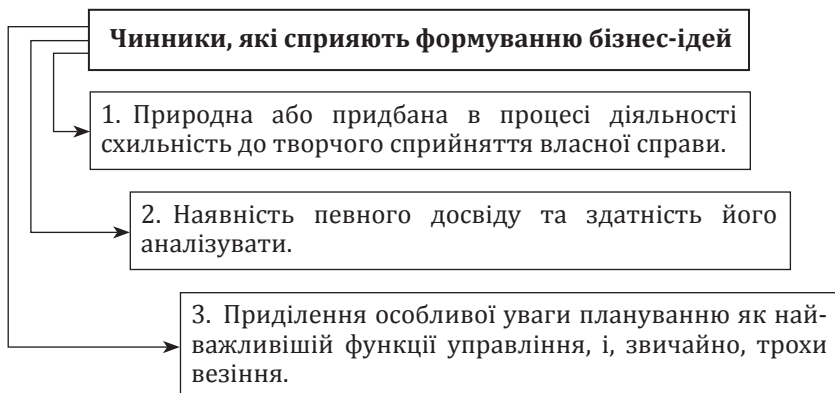 Чинники, які сприяють формуванню бізнес-ідей
1. Природна або придбана в процесі діяльності
схильність до творчого сприйняття власної справи.
2. Наявність певного досвіду та здатність його
аналізувати.
3. Приділення особливої уваги плануванню як най-
важливішій функції управління, і, звичайно, трохи
везіння.